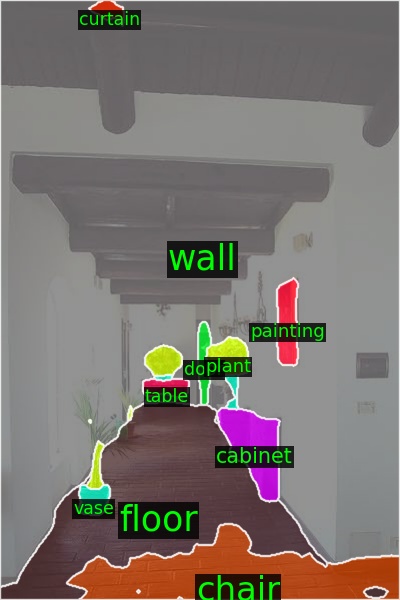 curtain
wall
painting
do
plant
table
cabinet
vase
floor
chair